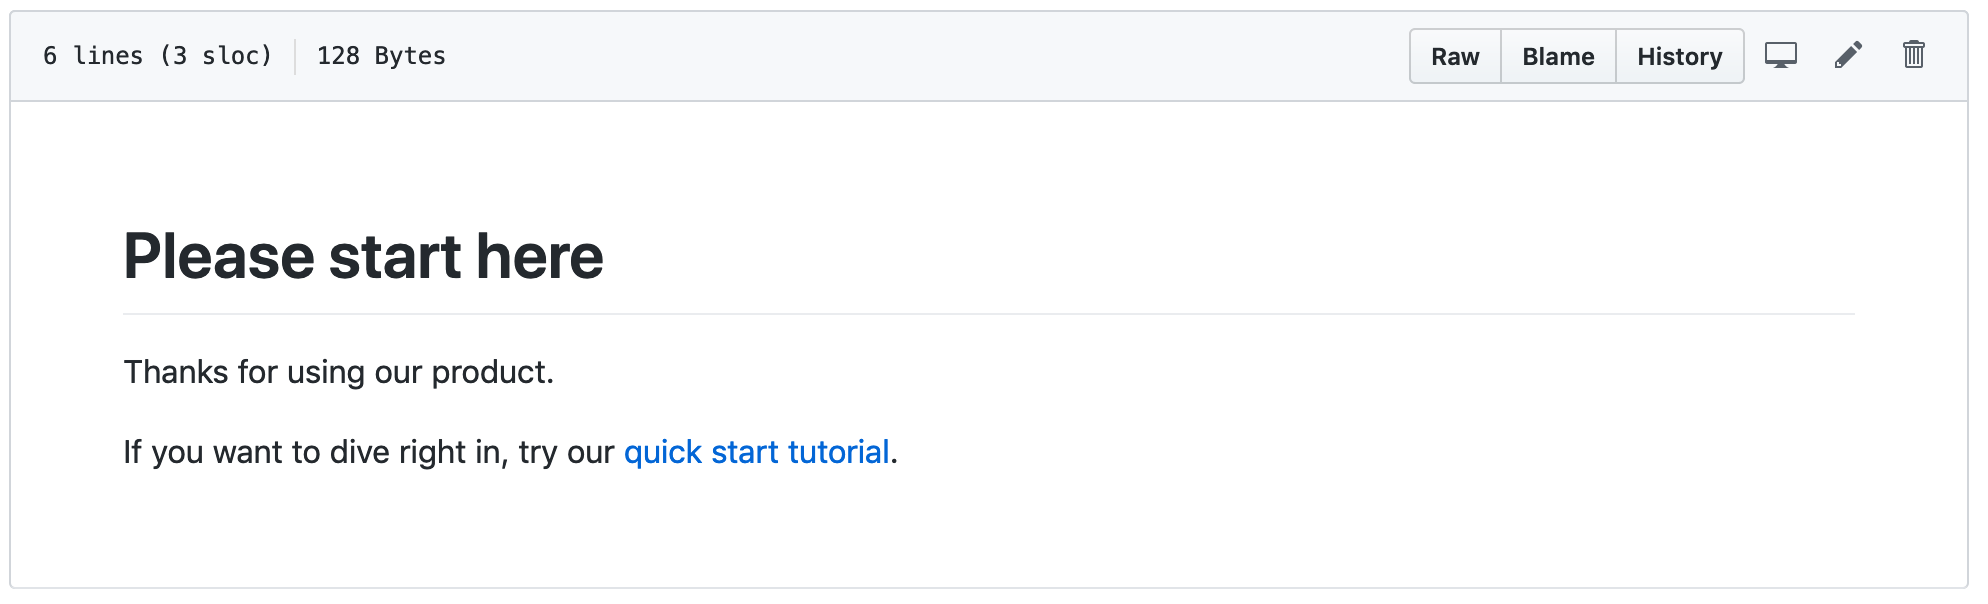 6 lines (3 sloc) 128 Bytes Raw Blame History
Please start here
Thanks for using our product.
If you want to dive right in, try our quick start tutorial.